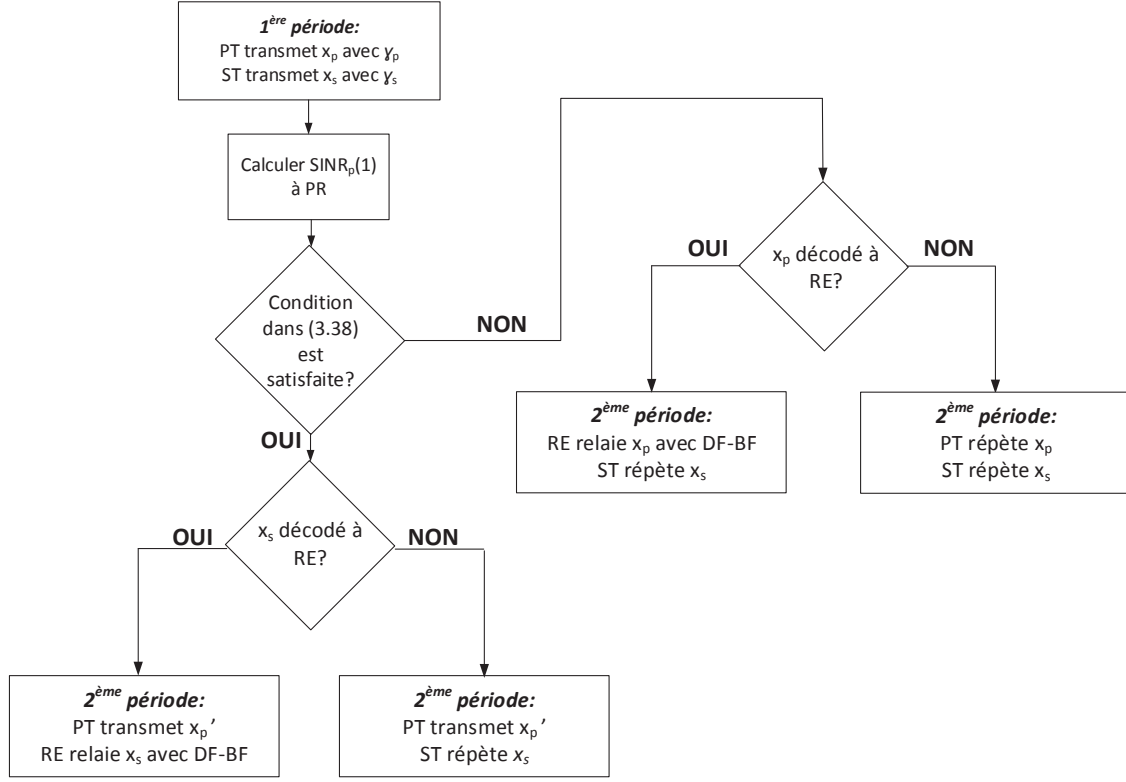 1ère période:
PT transmet xp avec γp
ST transmet xs avec γs
Calculer SINRp(1)
à PR
Condition
dans (3.38)
est
satisfaite?
NON
OUI
xp décodé à
RE?
OUI
NON
2ème période:
RE relaie xp avec DF-BF
ST répète xs
2ème période:
PT répète xp
ST répète xs
xs décodé à
RE?
OUI
NON
2ème période:
PT transmet xp’
RE relaie xs avec DF-BF
2ème période:
PT transmet xp’
ST répète xs